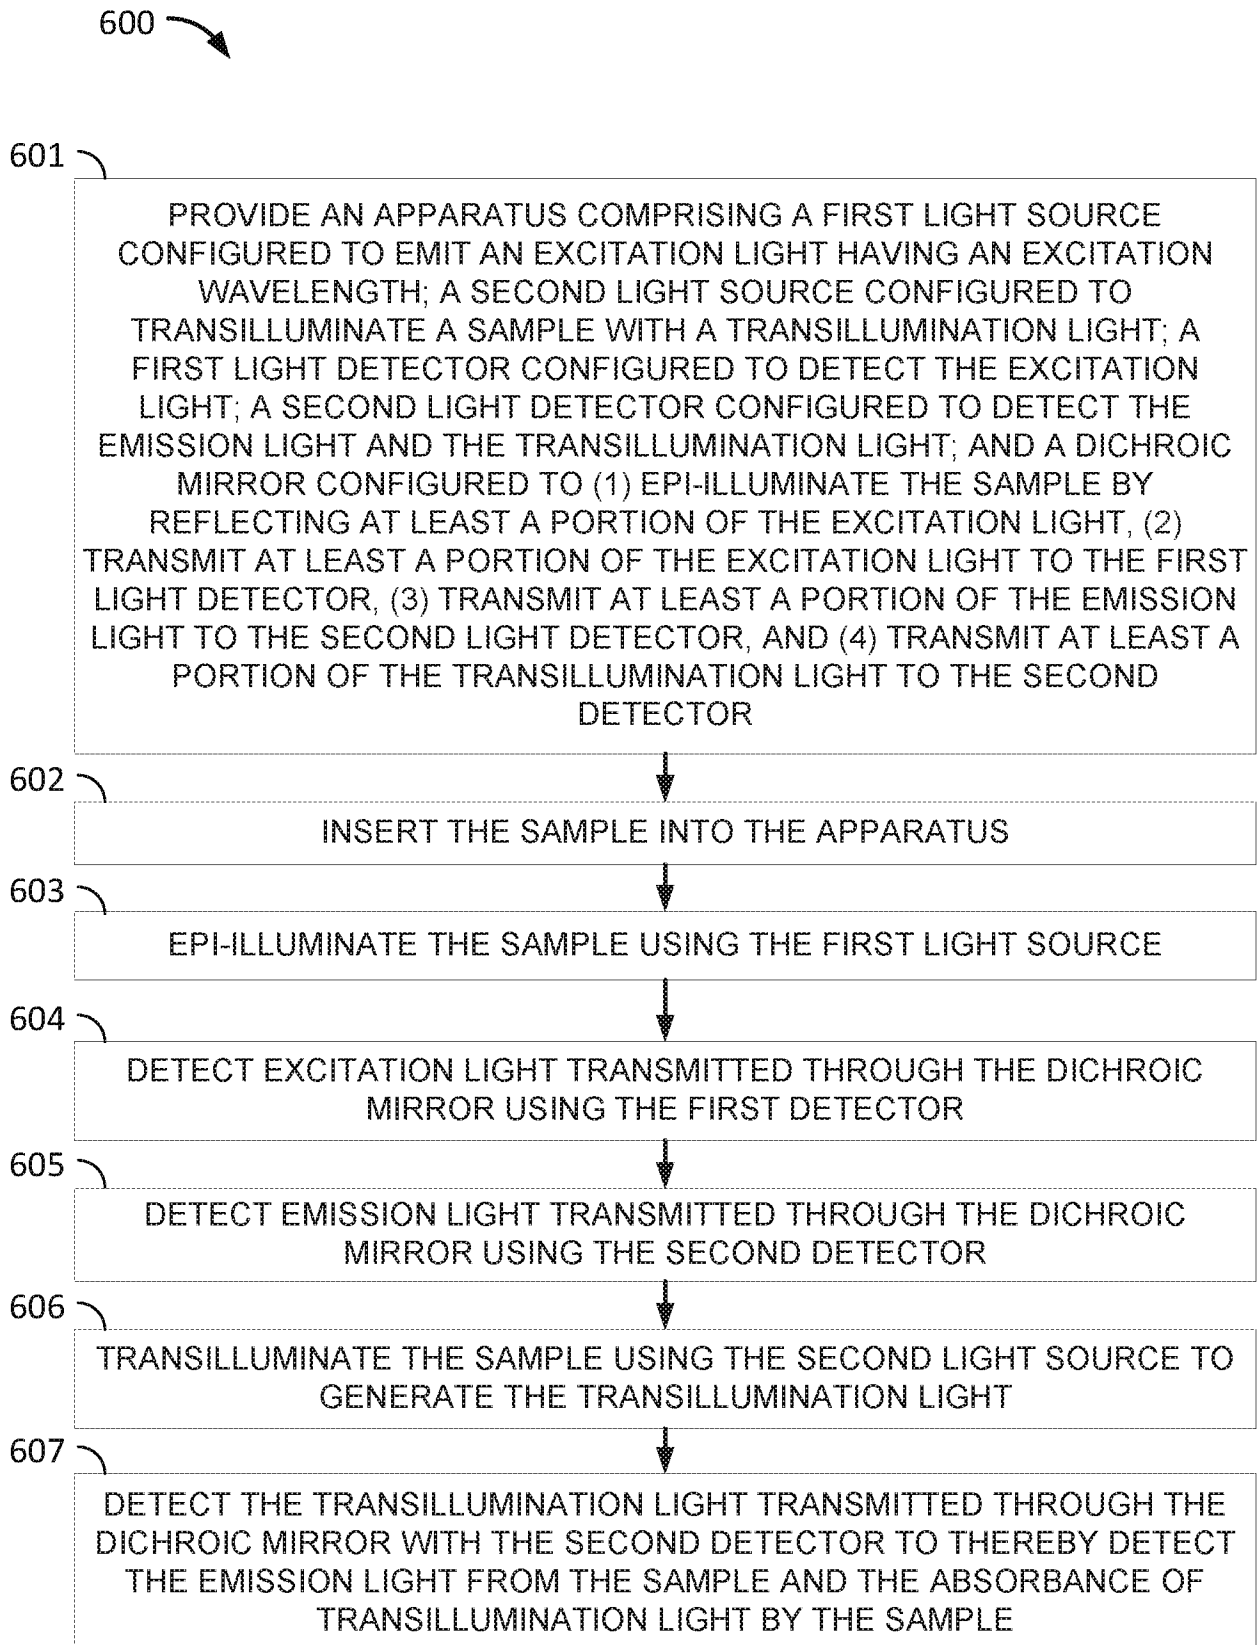 600
601
PROVIDE AN APPARATUS COMPRISING A FIRST LIGHT SOURCE
CONFIGURED TO EMIT AN EXCITATION LIGHT HAVING AN EXCITATION
WAVELENGTH; A SECOND LIGHT SOURCE CONFIGURED TO
TRANSILLUMINATE A SAMPLE WITH A TRANSILLUMINATION LIGHT; A
FIRST LIGHT DETECTOR CONFIGURED TO DETECT THE EXCITATION
LIGHT; A SECOND LIGHT DETECTOR CONFIGURED TO DETECT THE
EMISSION LIGHT AND THE TRANSILLUMINATION LIGHT; AND A DICHROIC
MIRROR CONFIGURED TO (1) EPI-ILLUMINATE THE SAMPLE BY
REFLECTING AT LEAST A PORTION OF THE EXCITATION LIGHT, (2)
TRANSMIT AT LEAST A PORTION OF THE EXCITATION LIGHT TO THE FIRST
LIGHT DETECTOR, (3) TRANSMIT AT LEAST A PORTION OF THE EMISSION
LIGHT TO THE SECOND LIGHT DETECTOR, AND (4) TRANSMIT AT LEAST A
PORTION OF THE TRANSILLUMINATION LIGHT TO THE SECOND
DETECTOR
602
INSERT THE SAMPLE INTO THE APPARATUS
603
EPI-ILLUMINATE THE SAMPLE USING THE FIRST LIGHT SOURCE
604
DETECT EXCITATION LIGHT TRANSMITTED THROUGH THE DICHROIC
MIRROR USING THE FIRST DETECTOR
605
DETECT EMISSION LIGHT TRANSMITTED THROUGH THE DICHROIC
MIRROR USING THE SECOND DETECTOR
606
TRANSILLUMINATE THE SAMPLE USING THE SECOND LIGHT SOURCE TO
GENERATE THE TRANSILLUMINATION LIGHT
607
DETECT THE TRANSILLUMINATION LIGHT TRANSMITTED THROUGH THE
DICHROIC MIRROR WITH THE SECOND DETECTOR TO THEREBY DETECT
THE EMISSION LIGHT FROM THE SAMPLE AND THE ABSORBANCE OF
TRANSILLUMINATION LIGHT BY THE SAMPLE